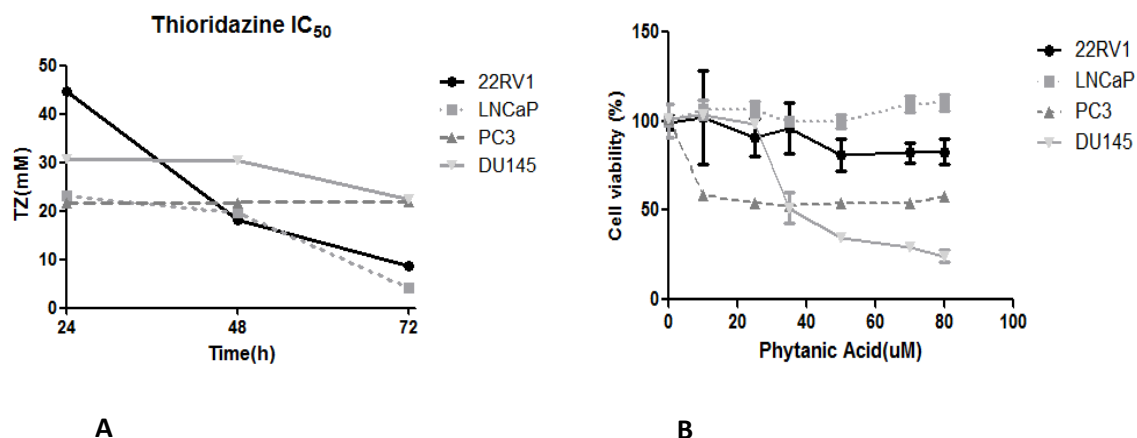 Thioridazine IC50
50
40
30
20
10
0
TZ(mM)
24
48
72
Time(h)
22RV1
LNCaP
PC3
DU145
A
150
100
50
0
Cell viability (%)
0
20
40
60
80
100
Phytanic Acid(uM)
22RV1
LNCaP
PC3
DU145
B